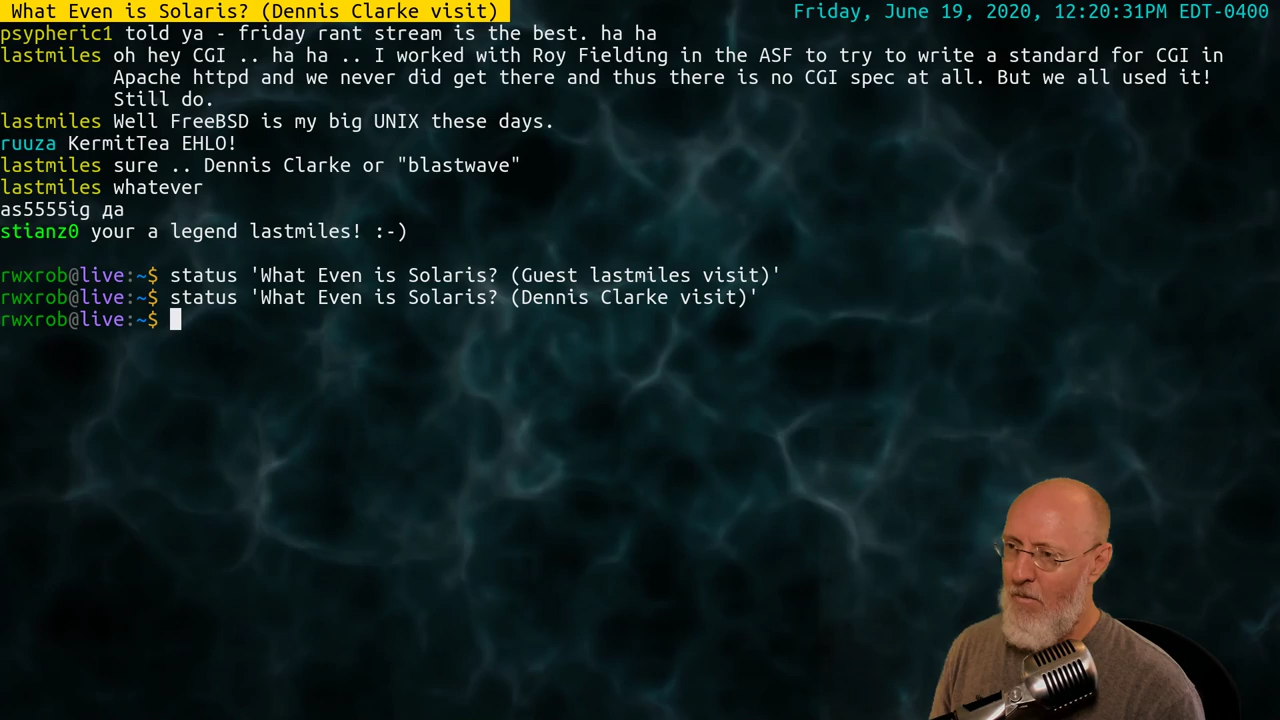 What Even is Solaris? (Dennis Clarke visit)
Friday, June 19, 2020, 12:20:31PM EDT-0400
psypheric1 told ya - friday rant stream is the best. ha ha
lastmiles oh hey CGI .. ha ha .. I worked with Roy Fielding in the ASF to try to write a standard for CGI in
Apache httpd and we never did get there and thus there is no CGI spec at all. But we all used it!
Still do.
lastmiles Well FreeBSD is my big UNIX these days.
ruuza KermitTea EHLO!
lastmiles sure .. Dennis Clarke or "blastwave"
lastmiles whatever
as5555ig да
stianz0 your a legend lastmiles! :-)
rwxrob@live:~$ status 'What Even is Solaris? (Guest lastmiles visit)'
rwxrob@live:~$ status 'What Even is Solaris? (Dennis Clarke visit)'
rwxrob@live:~$